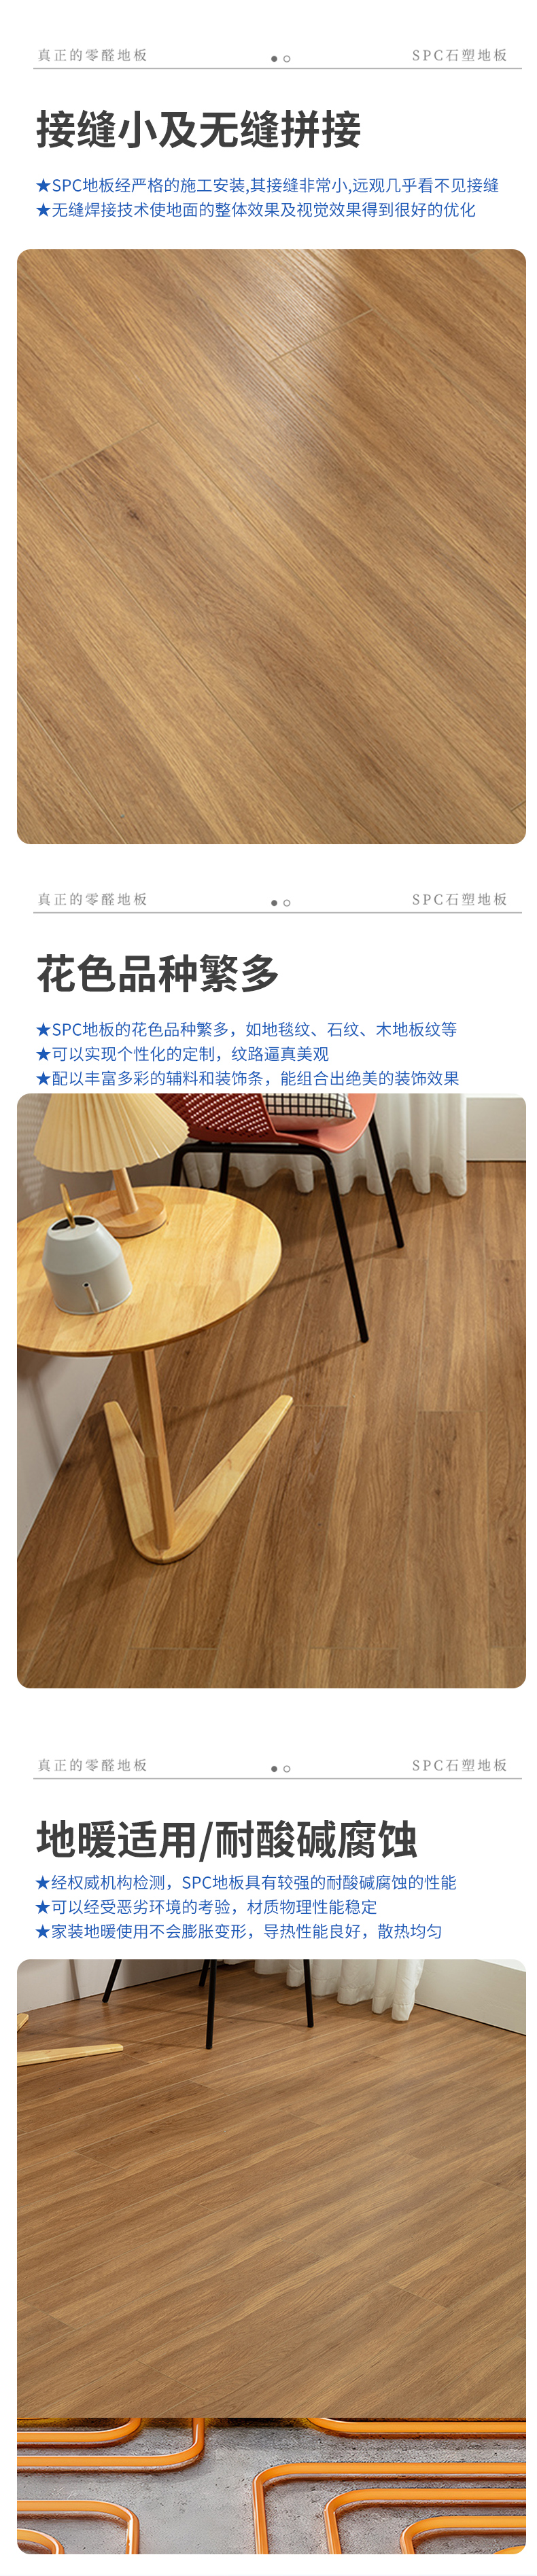 真正的零醛地板
SPC石塑地板
接缝小及无缝拼接
★SPC地板经严格的施工安装,其接缝非常小,远观几乎看不见接缝
★无缝焊接技术使地面的整体效果及视觉效果得到很好的优化
真正的零醛地板
SPC石塑地板
花色品种繁多
★SPC地板的花色品种繁多，如地毯纹、石纹、木地板纹等
★可以实现个性化的定制，纹路逼真美观
★配以丰富多彩的辅料和装饰条，能组合出绝美的装饰效果
真正的零醛地板
SPC石塑地板
地暖适用/耐酸碱腐蚀
★经权威机构检测，SPC地板具有较强的耐酸碱腐蚀的性能
★可以经受恶劣环境的考验，材质物理性能稳定
★家装地暖使用不会膨胀变形，导热性能良好，散热均匀